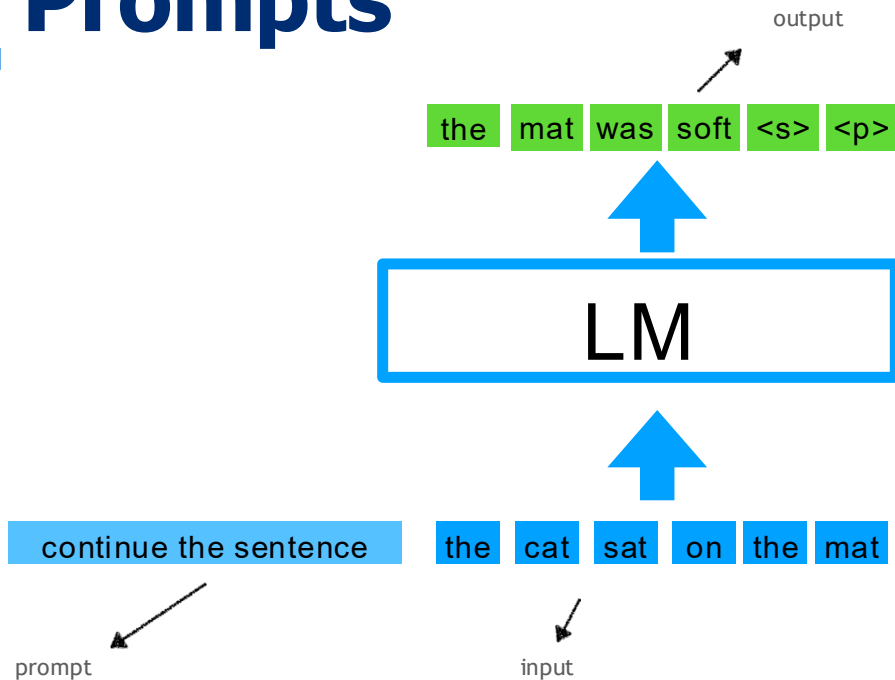 Prompts
output
the mat was soft <s> <p>
LM
continue the sentence the cat sat on the mat
prompt input